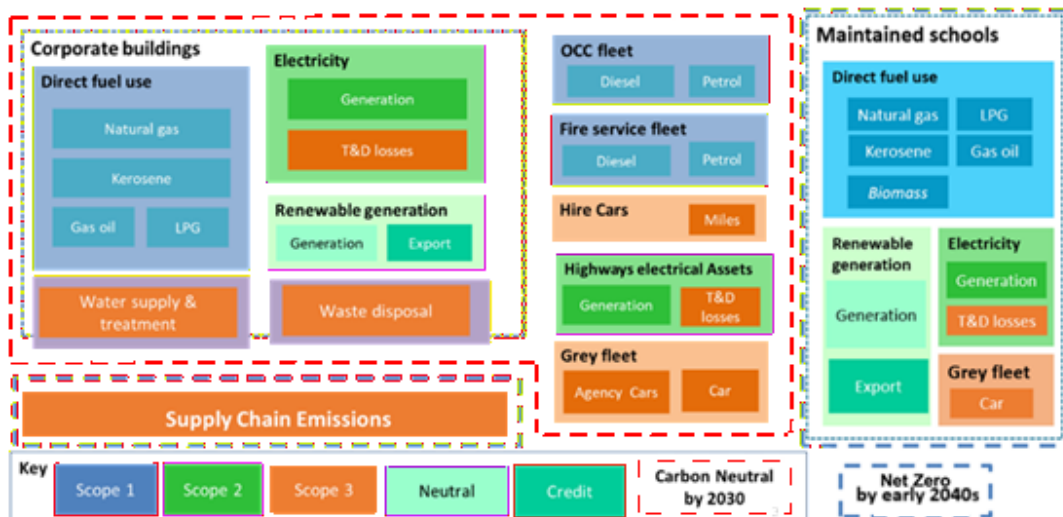 Corporate buildings
Direct fuel use
Natural gas
Kerosene
Gas oil
LPG
Water supply &
treatment
Electricity
Generation
T&D losses
Renewable generation
Generation
Export
Waste disposal
OCC fleet
Diesel
Petrol
Fire service fleet
Diesel
Petrol
Hire Cars
Miles
Highways electrical Assets
Generation
T&D
losses
Grey fleet
Agency Cars
Car
Maintained schools
Direct fuel use
Natural gas
LPG
Kerosene
Gas oil
Biomass
Renewable
generation
Generation
Export
Electricity
Generation
T&D losses
Grey fleet
Car
Supply Chain Emissions
Key
Scope 1
Scope 2
Scope 3
Neutral
Credit
Carbon Neutral
by 2030
3
Net Zero
by early 2040s